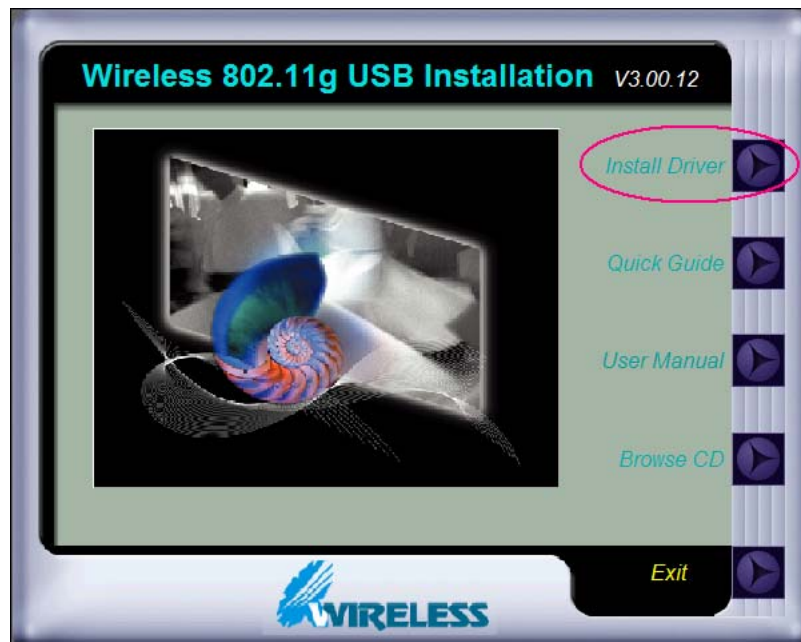 Wireless 802.11g USB Installation V3.00.12
Install Driver
Quick Guide
User Manual
Browse CD
Exit
WIRELESS